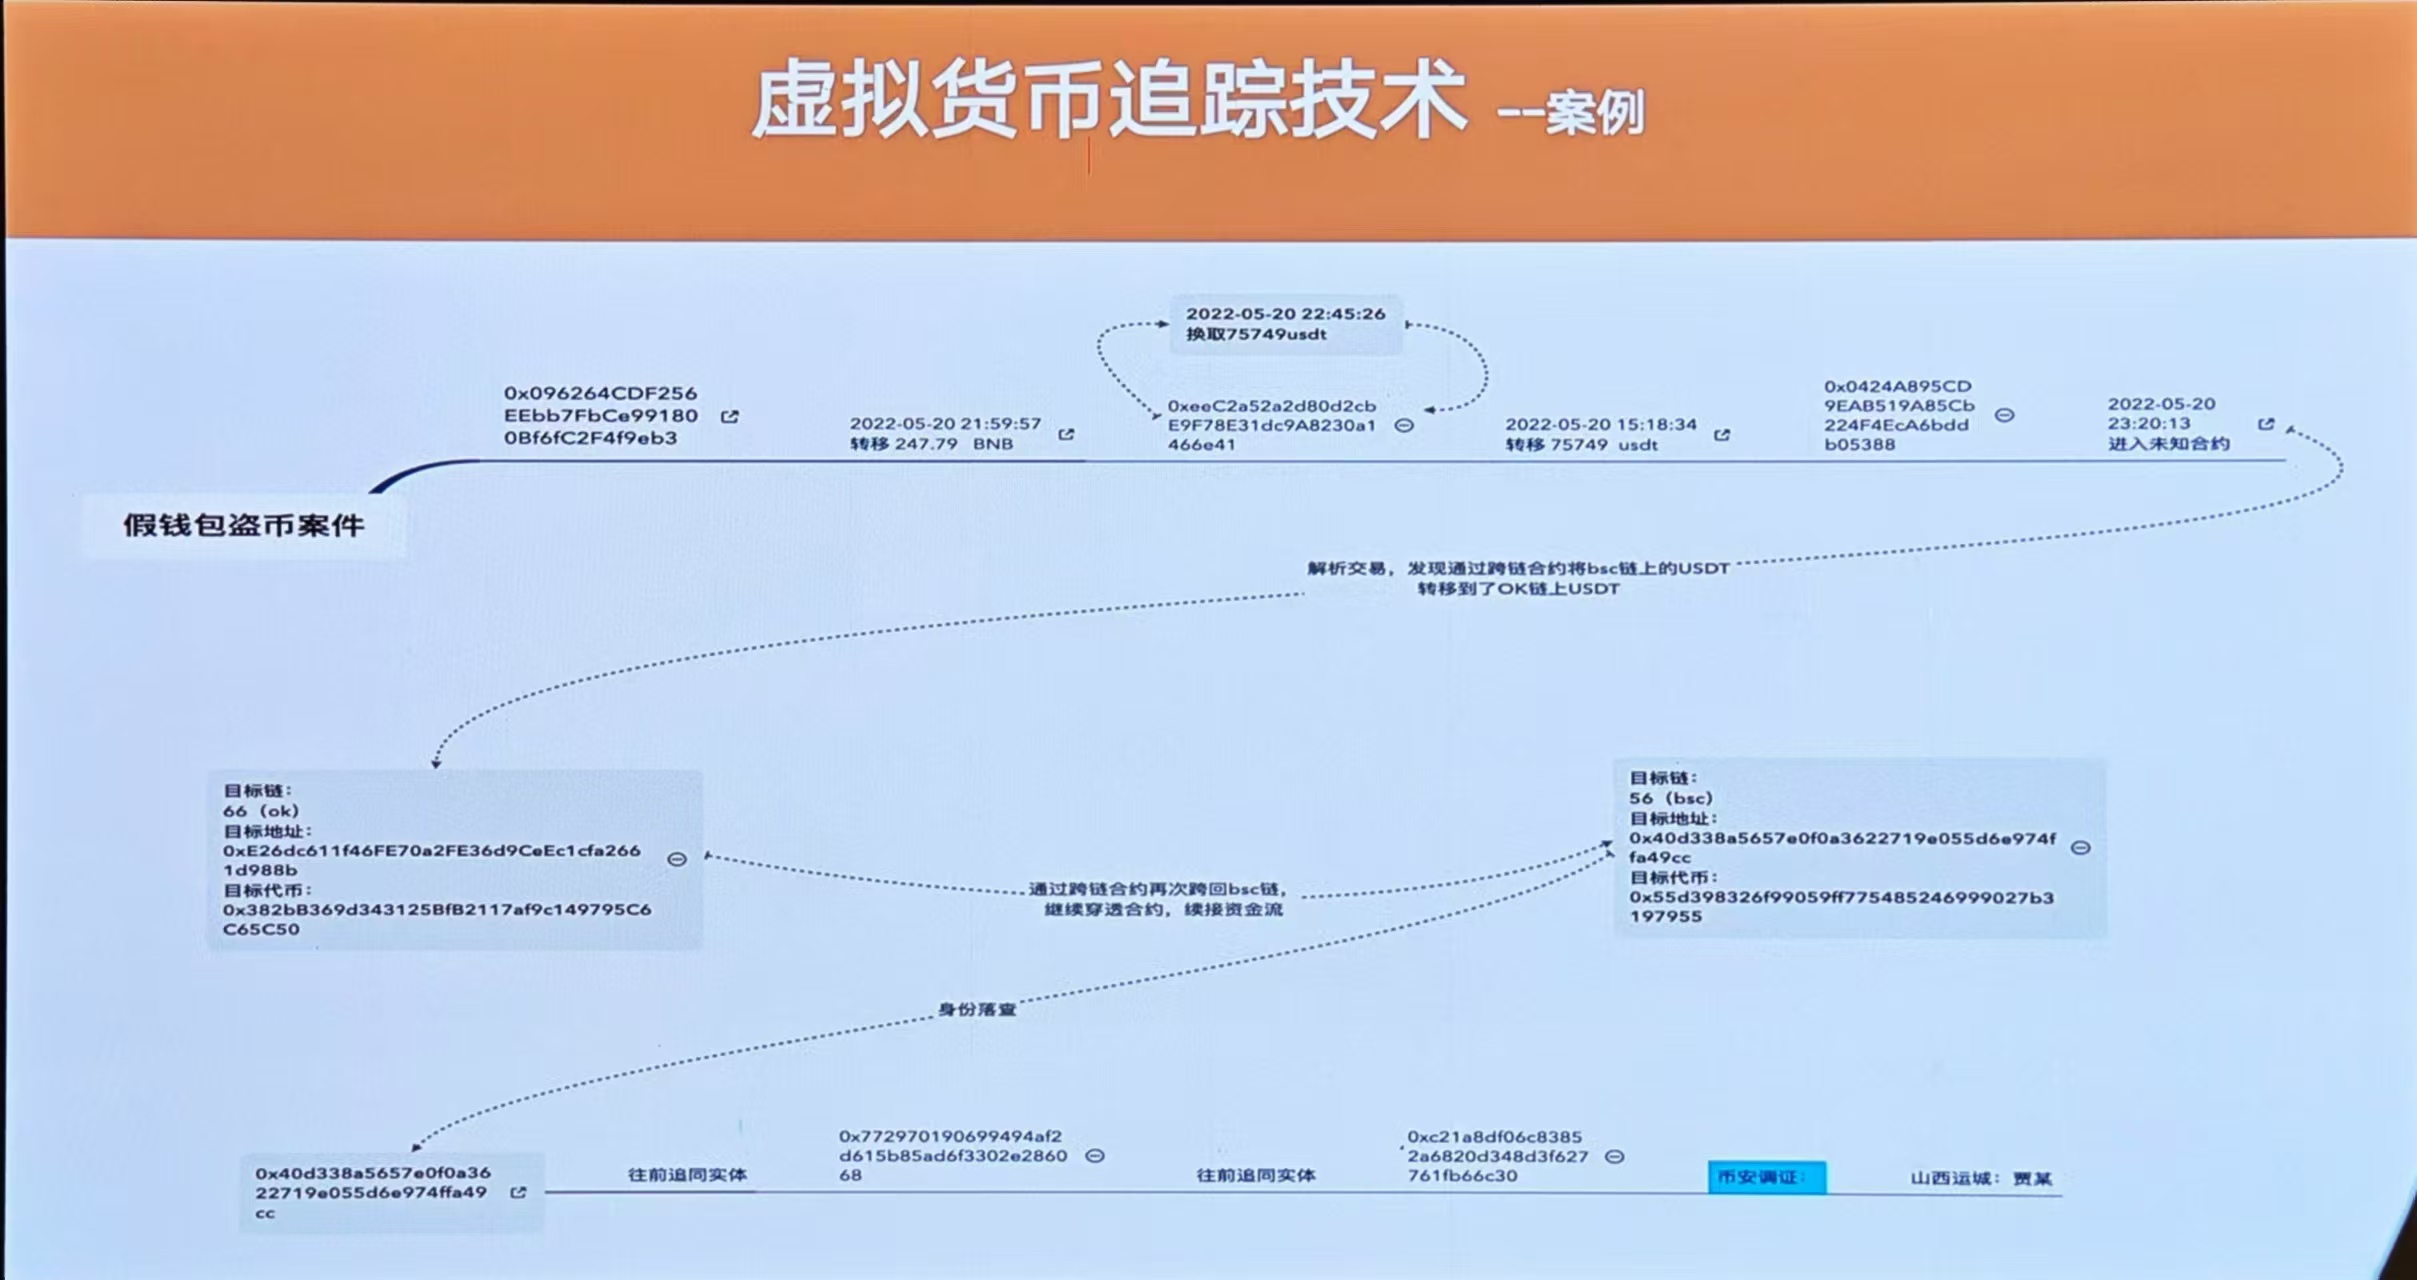 虚拟货币追踪技术 --案例
2022-05-20 22:45:26
换取75749usdt
0x096264CDF256
EEbb7FbCe99180
0Bf6fC2F4f9eb3
2022-05-20 21:59:57
转移 247.79 BNB
0xeeC2a52a2d80d2cb
E9F78E31dc9A8230a1
466e41
2022-05-20 15:18:34
转移 75749 usdt
0x0424A895CD
9EAB519A85Cb
224F4EcA6bdd
b05388
2022-05-20
23:20:13
进入未知合约
假钱包盗币案件
解析交易，发现通过跨链合约将bsc链上的USDT
转移到了OK链上USDT
目标链：
66（ok）
目标地址：
0xE26dc611f46FE70a2FE36d9CeEc1cfa266
1d988b
目标代币：
0x382bB369d343125BfB2117af9c149795C6
C65C50
通过跨链合约再次跨回bsc链，
继续穿透合约，续接资金流
目标链：
56（bsc）
目标地址：
0x40d338a5657e0f0a3622719e055d6e974f
fa49cc
目标代币：
0x55d398326f99059ff775485246999027b3
197955
身份落查
0x40d338a5657e0f0a36
22719e055d6e974ffa49
cc
往前追同实体
0x772970190699494af2
d615b85ad6f3302e2860
68
往前追同实体
0xc21a8df06c8385
2a6820d348d3f627
761fb66c30
币安调证：
山西运城：贾某